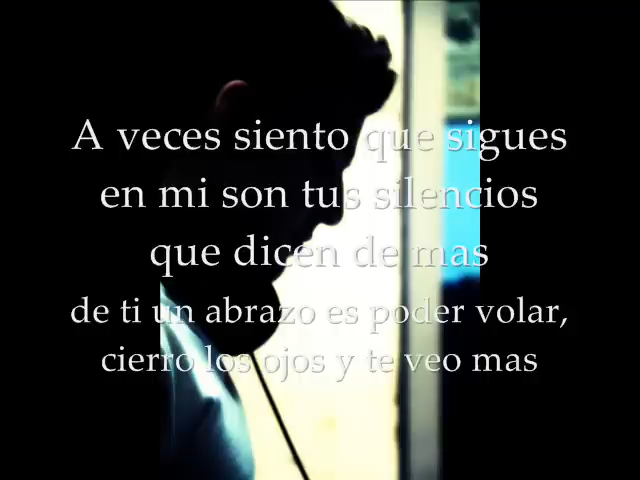 A veces siento que sigues
en mi son tus silencios
que dicen de mas
de ti un abrazo es poder volar,
cierro los ojos y te veo mas